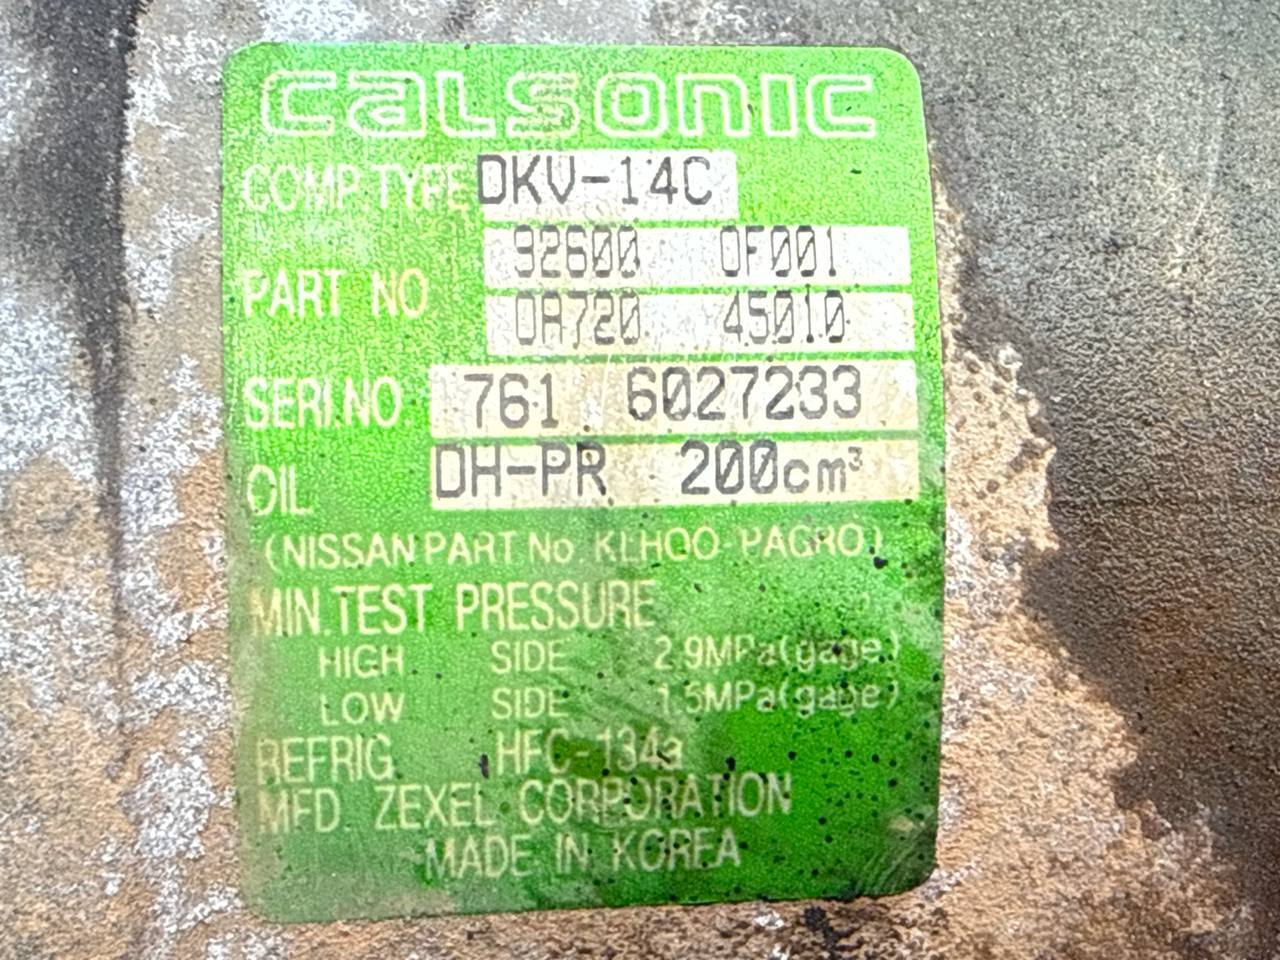 CALSONIC
COMP.TYPE DKV-14C
PART NO 92600 0F001
0A720 45010
SERI.NO. 761 6027233
OIL DH-PR 200cm³
(NISSAN PART No. KLH00-PAGR0)
MIN.TEST PRESSURE
HIGH SIDE 2.9MPa(gage)
LOW SIDE 1.5MPa(gage)
REFRIG. HFC-134a
MFD. ZEXEL CORPORATION
MADE IN KOREA